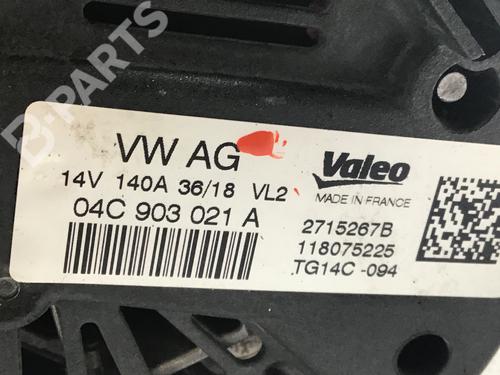 B-PARTS
VW AG
14V 140A 36/18 VL2
04C 903 021 A
Valeo
MADE IN FRANCE
2715267B
118075225
TG14C -094